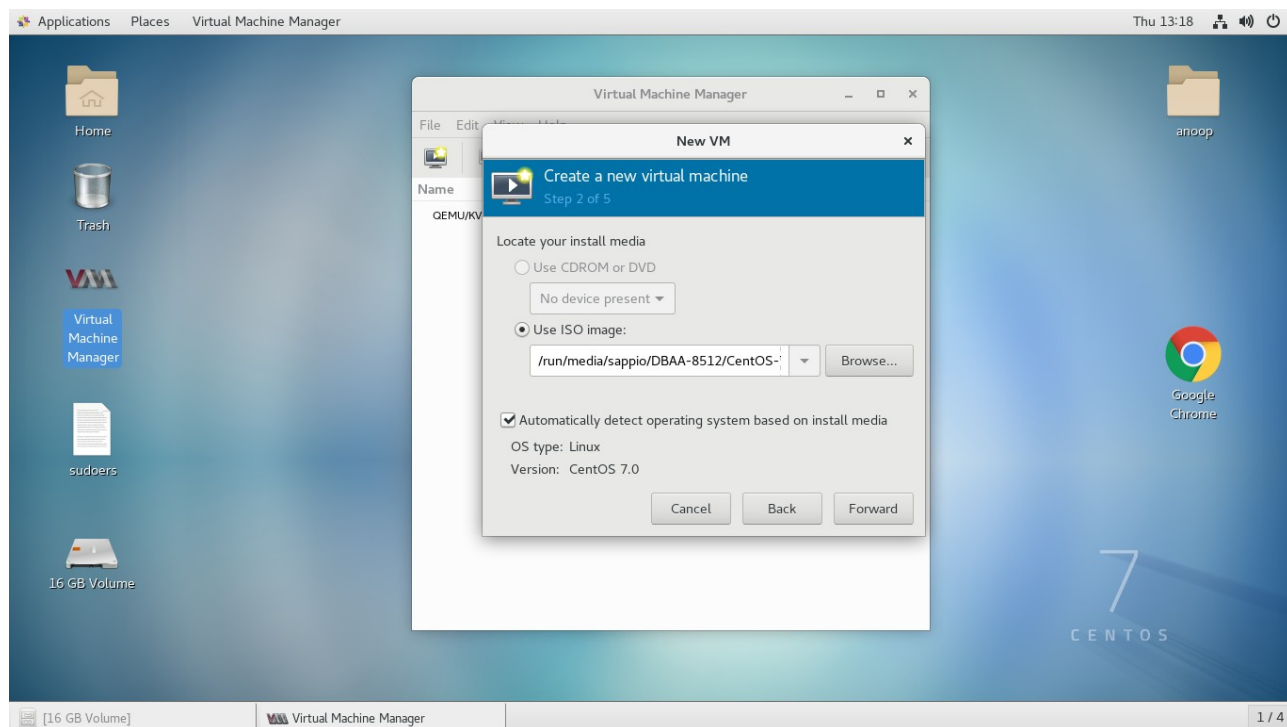 Applications Places Virtual Machine Manager Thu 13:18
Home
Trash
Virtual
Machine
Manager
sudoers
16 GB Volume
Virtual Machine Manager
File Edit View Help
Name
QEMU/KV
New VM
Create a new virtual machine
Step 2 of 5
Locate your install media
Use CDROM or DVD
No device present
Use ISO image:
/run/media/sappio/DBAA-8512/CentOS-
Browse...
Automatically detect operating system based on install media
OS type: Linux
Version: CentOS 7.0
Cancel Back Forward
anoop
Google
Chrome
7
CENTOS
[16 GB Volume] Virtual Machine Manager 1 / 4